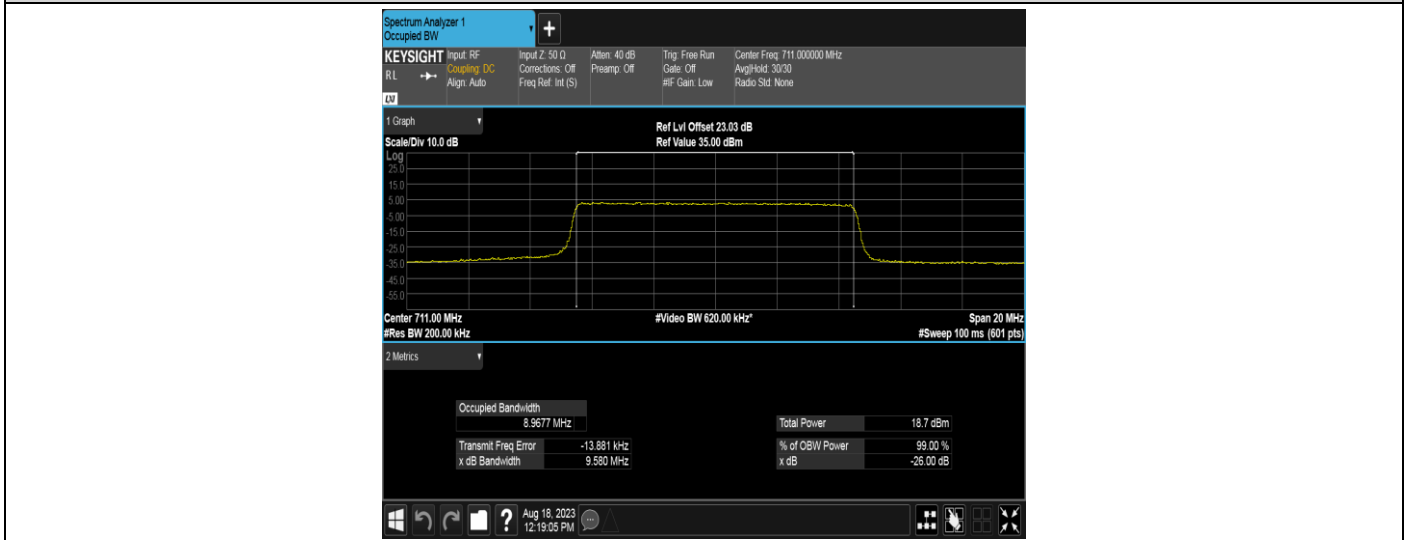 Spectrum Analyzer 1
Occupied BW
+
KEYSIGHT Input: RF Input Z: 50 Ω Atten: 40 dB Trig: Free Run Center Freq: 711.000000 MHz
Coupling: DC Corrections: Off Preamp: Off Gate: Off Avg|Hold: 30/30
RL Align: Auto Freq Ref: Int (S) #IF Gain: Low Radio Std: None
LXI
1 Graph Ref Lvl Offset 23.03 dB
Scale/Div 10.0 dB Ref Value 35.00 dBm
Log
25.0
15.0
5.00
-5.00
-15.0
-25.0
-35.0
-45.0
-55.0
Center 711.00 MHz #Video BW 620.00 kHz* Span 20 MHz
#Res BW 200.00 kHz #Sweep 100 ms (601 pts)
2 Metrics
Occupied Bandwidth
8.9677 MHz Total Power 18.7 dBm
Transmit Freq Error -13.881 kHz % of OBW Power 99.00 %
x dB Bandwidth 9.580 MHz x dB -26.00 dB
? Aug 18, 2023
12:19:05 PM